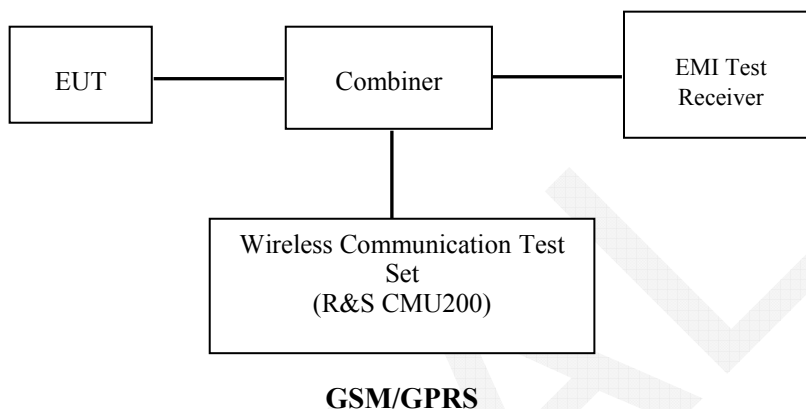 EUT
Combiner
EMI Test
Receiver
Wireless Communication Test
Set
(R&S CMU200)
GSM/GPRS